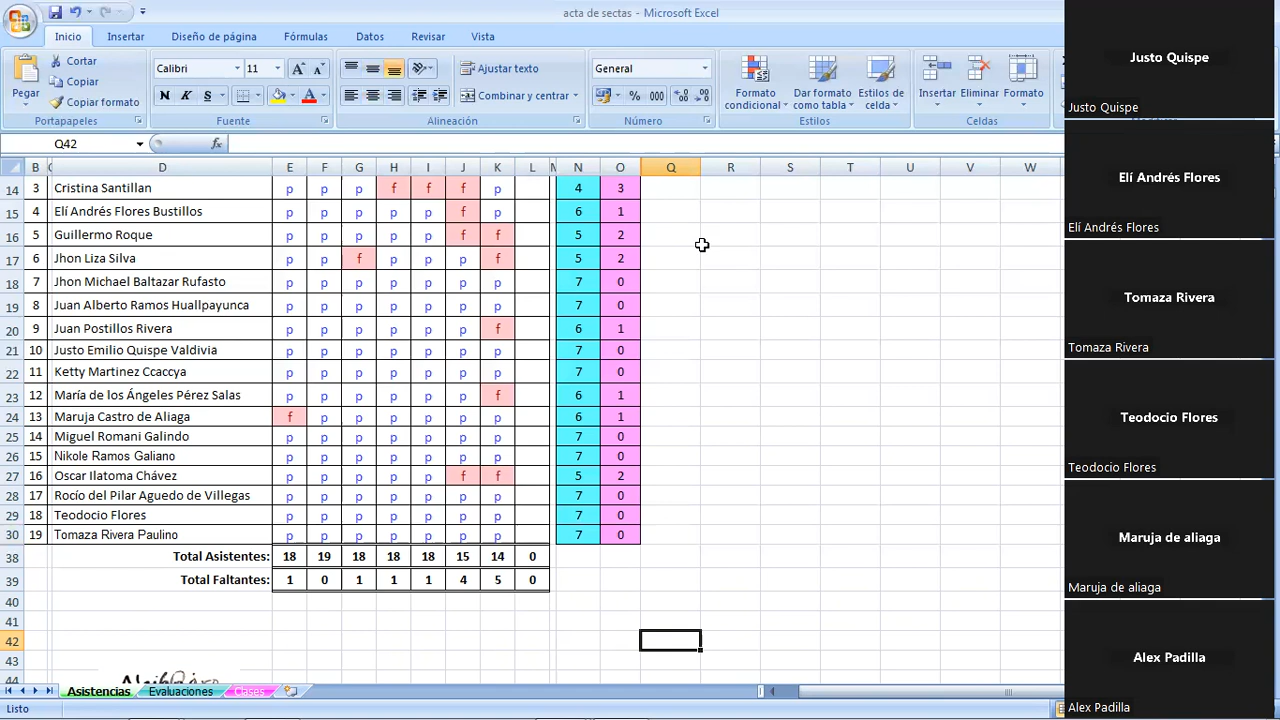 acta de sectas - Microsoft Excel
Inicio Insertar Diseño de página Fórmulas Datos Revisar Vista
Pegar Cortar Copiar Copiar formato Portapapeles
Calibri 11 N K S A Fuente
Ajustar texto Combinar y centrar Alineación
General % 000 Número
Formato condicional Dar formato como tabla Estilos de celda Estilos
Insertar Eliminar Formato Celdas
Q42 fx
B D E F G H I J K L N O Q R S T U V W
14 3 Cristina Santillan p p p f f f p 4 3
15 4 Elí Andrés Flores Bustillos p p p p p f p 6 1
16 5 Guillermo Roque p p p p p f f 5 2
17 6 Jhon Liza Silva p p f p p p f 5 2
18 7 Jhon Michael Baltazar Rufasto p p p p p p p 7 0
19 8 Juan Alberto Ramos Huallpayunca p p p p p p p 7 0
20 9 Juan Postillos Rivera p p p p p p f 6 1
21 10 Justo Emilio Quispe Valdivia p p p p p p p 7 0
22 11 Ketty Martinez Ccaccya p p p p p p p 7 0
23 12 María de los Ángeles Pérez Salas p p p p p p f 6 1
24 13 Maruja Castro de Aliaga f p p p p p p 6 1
25 14 Miguel Romani Galindo p p p p p p p 7 0
26 15 Nikole Ramos Galiano p p p p p p p 7 0
27 16 Oscar Ilatoma Chávez p p p p p f f 5 2
28 17 Rocío del Pilar Aguedo de Villegas p p p p p p p 7 0
29 18 Teodocio Flores p p p p p p p 7 0
30 19 Tomaza Rivera Paulino p p p p p p p 7 0
38 Total Asistentes: 18 19 18 18 18 15 14 0
39 Total Faltantes: 1 0 1 1 1 4 5 0
40
41
42
43
44
Asistencias Evaluaciones Clases
Listo
Justo Quispe
Justo Quispe
Elí Andrés Flores
Elí Andrés Flores
Tomaza Rivera
Tomaza Rivera
Teodocio Flores
Teodocio Flores
Maruja de aliaga
Maruja de aliaga
Alex Padilla
Alex Padilla